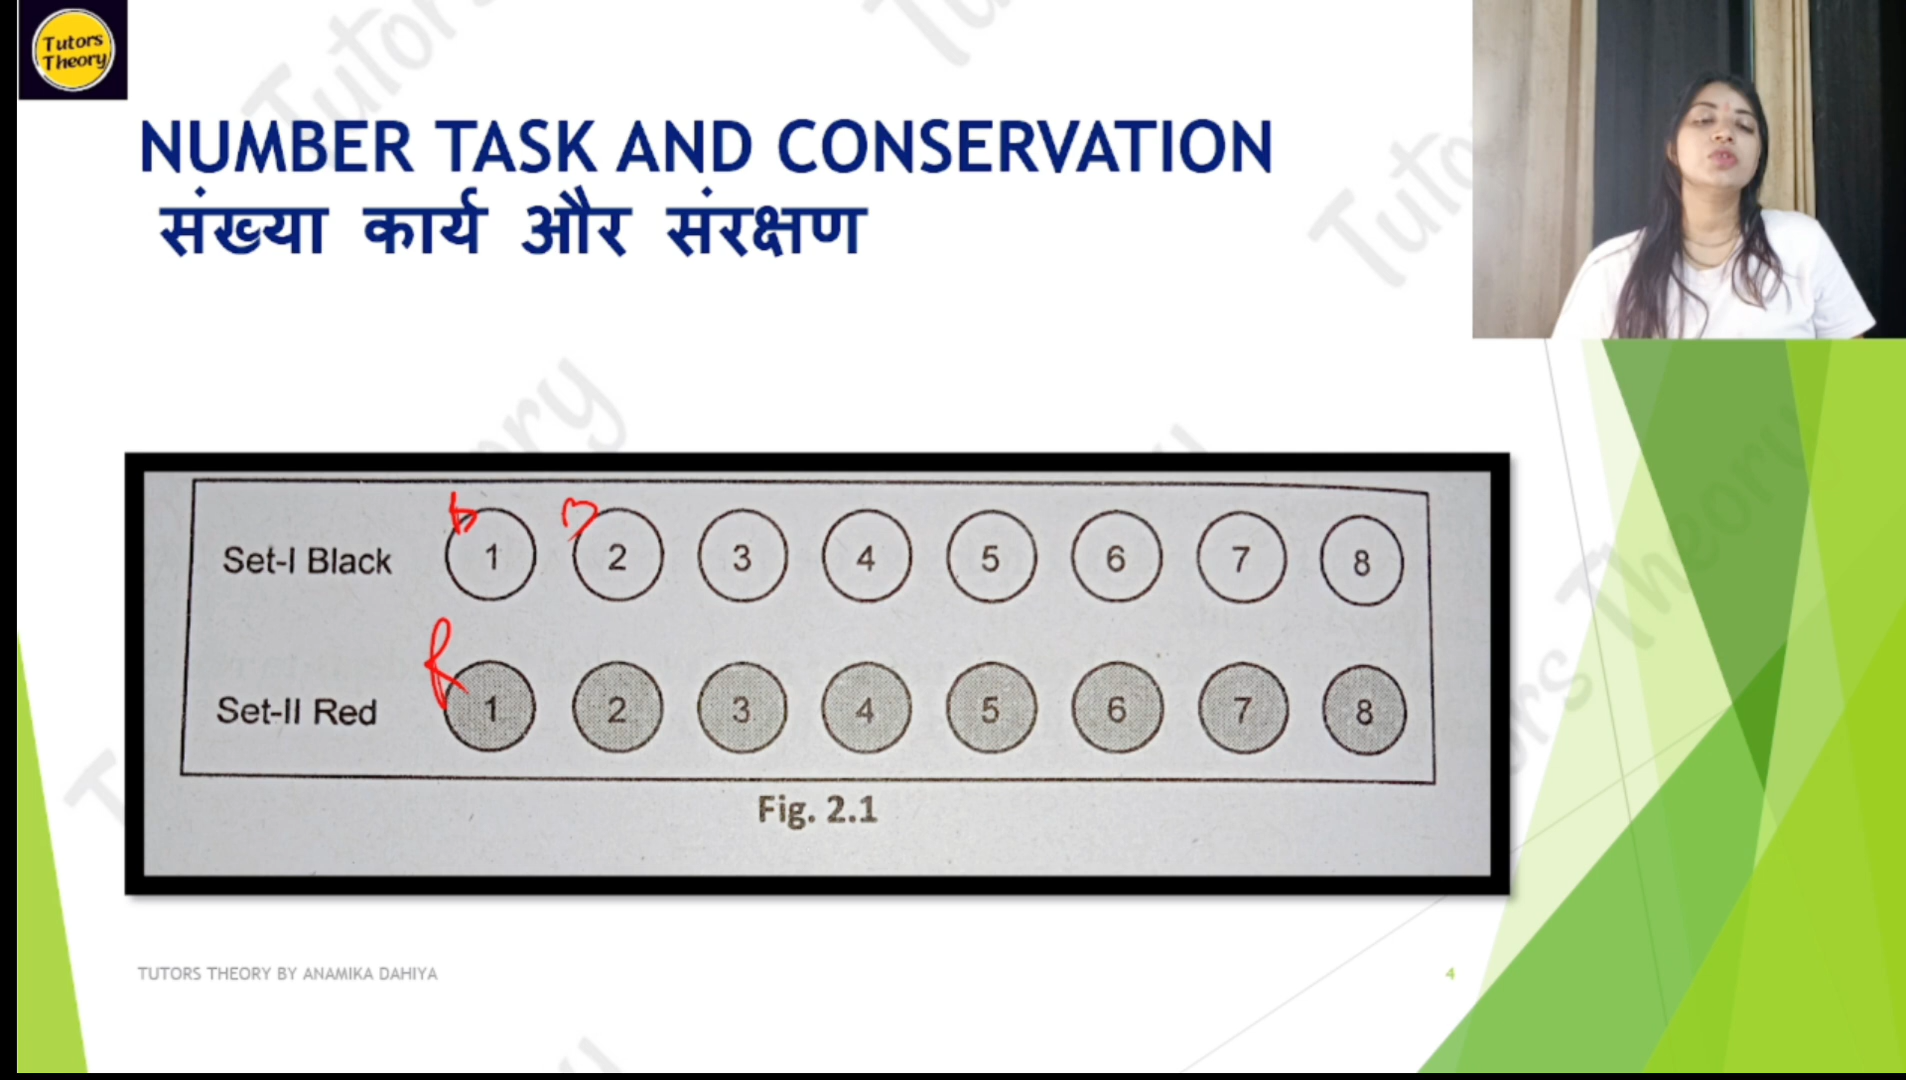 Tutors
Theory
NUMBER TASK AND CONSERVATION
संख्या कार्य और संरक्षण
Set-I Black 1 2 3 4 5 6 7 8
Set-II Red 1 2 3 4 5 6 7 8
Fig. 2.1
TUTORS THEORY BY ANAMIKA DAHIYA
4